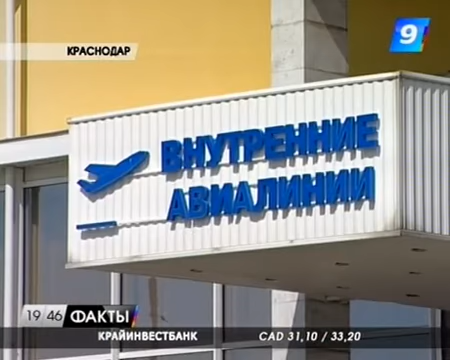 КРАСНОДАР
9
ВНУТРЕННИЕ
АВИАЛИНИИ
19 46 ФАКТЫ
КРАЙИНВЕСТБАНК CAD 31,10 / 33,20